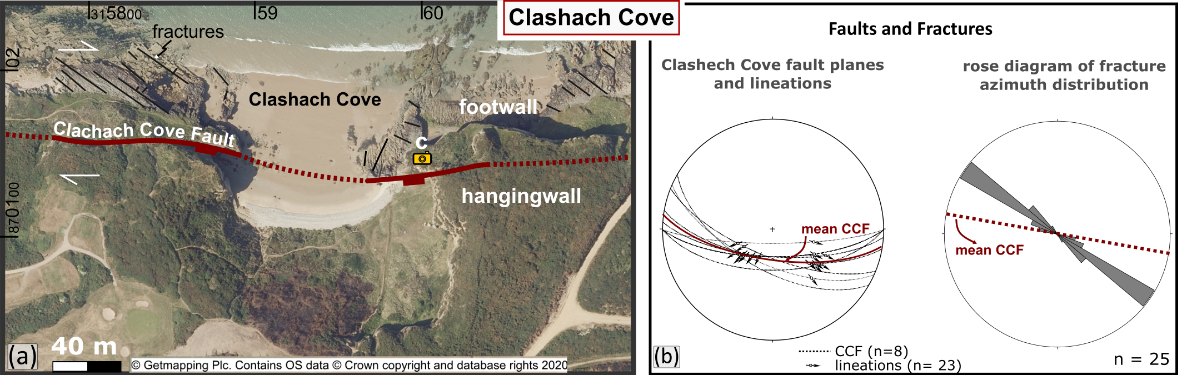 315800
59
60
Clashach Cove
fractures
02
Clashach Cove
footwall
Clachach Cove Fault
C
hangingwall
870100
(a)
40 m
© Getmapping Plc. Contains OS data © Crown copyright and database rights 2020
Faults and Fractures
Clashech Cove fault planes
and lineations
rose diagram of fracture
azimuth distribution
mean CCF
mean CCF
(b)
CCF (n=8)
lineations (n= 23)
n = 25